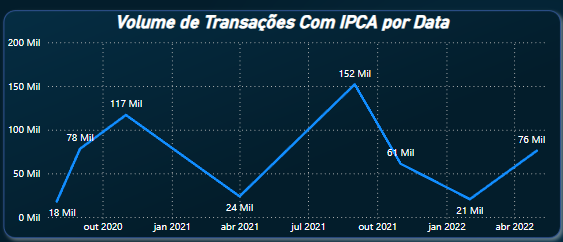 Volume de Transações Com IPCA por Data
200 Mil
150 Mil
100 Mil
50 Mil
0 Mil
18 Mil
78 Mil
117 Mil
24 Mil
152 Mil
61 Mil
21 Mil
76 Mil
out 2020
jan 2021
abr 2021
jul 2021
out 2021
jan 2022
abr 2022